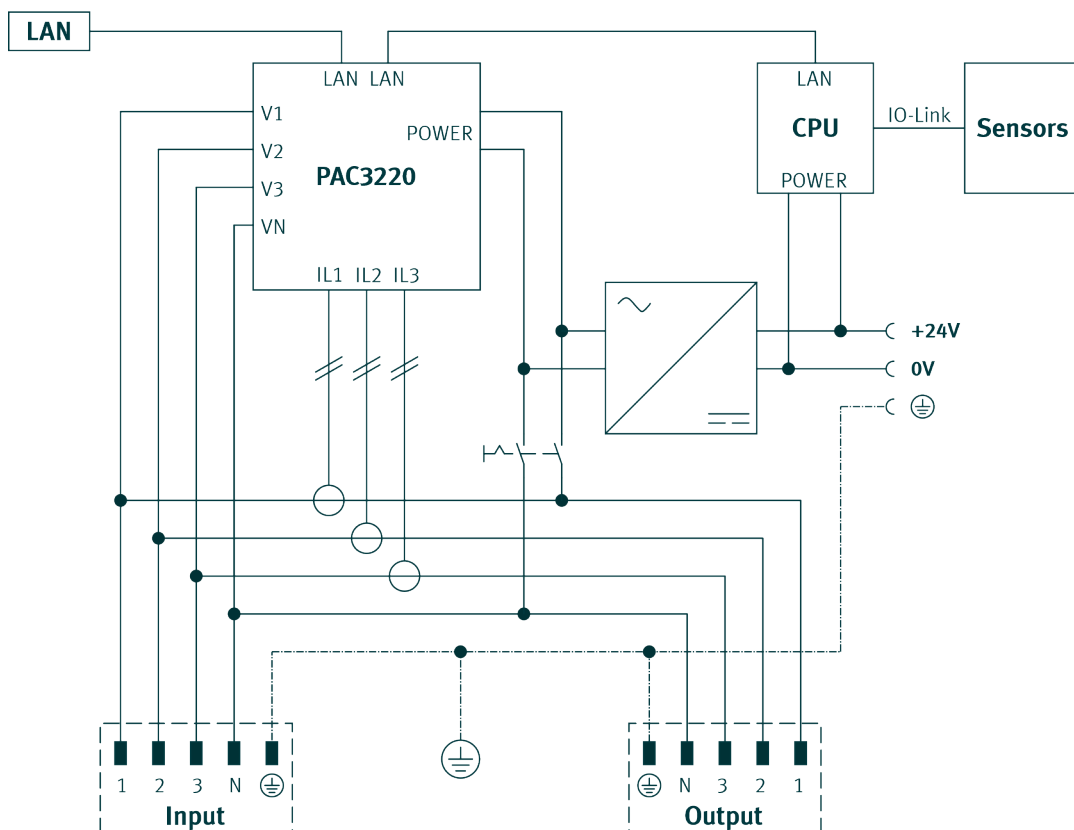 LAN
LAN LAN
LAN
V1
POWER
V2
PAC3220
V3
VN
IL1 IL2 IL3
CPU
IO-Link
Sensors
POWER
+24V
0V
1 2 3 N
Input
N 3 2 1
Output